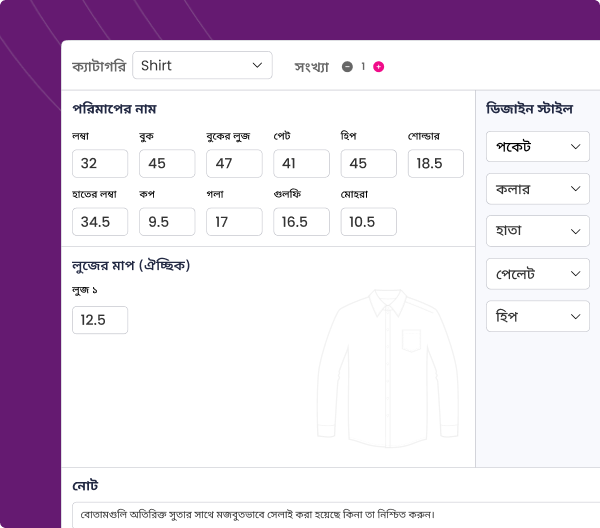 ক্যাটাগরি Shirt সংখ্যা 1
পরিমাপের নাম
লম্বা বুক বুকের লুজ পেট হিপ শোল্ডার
32 45 47 41 45 18.5
হাতের লম্বা কপ গলা গুলফি মোহরা
34.5 9.5 17 16.5 10.5
লুজের মাপ (ঐচ্ছিক)
লুজ ১
12.5
ডিজাইন স্টাইল
পকেট
কলার
হাতা
পেলেট
হিপ
নোট
বোতামগুলি অতিরিক্ত সুতার সাথে মজবুতভাবে সেলাই করা হয়েছে কিনা তা নিশ্চিত করুন।